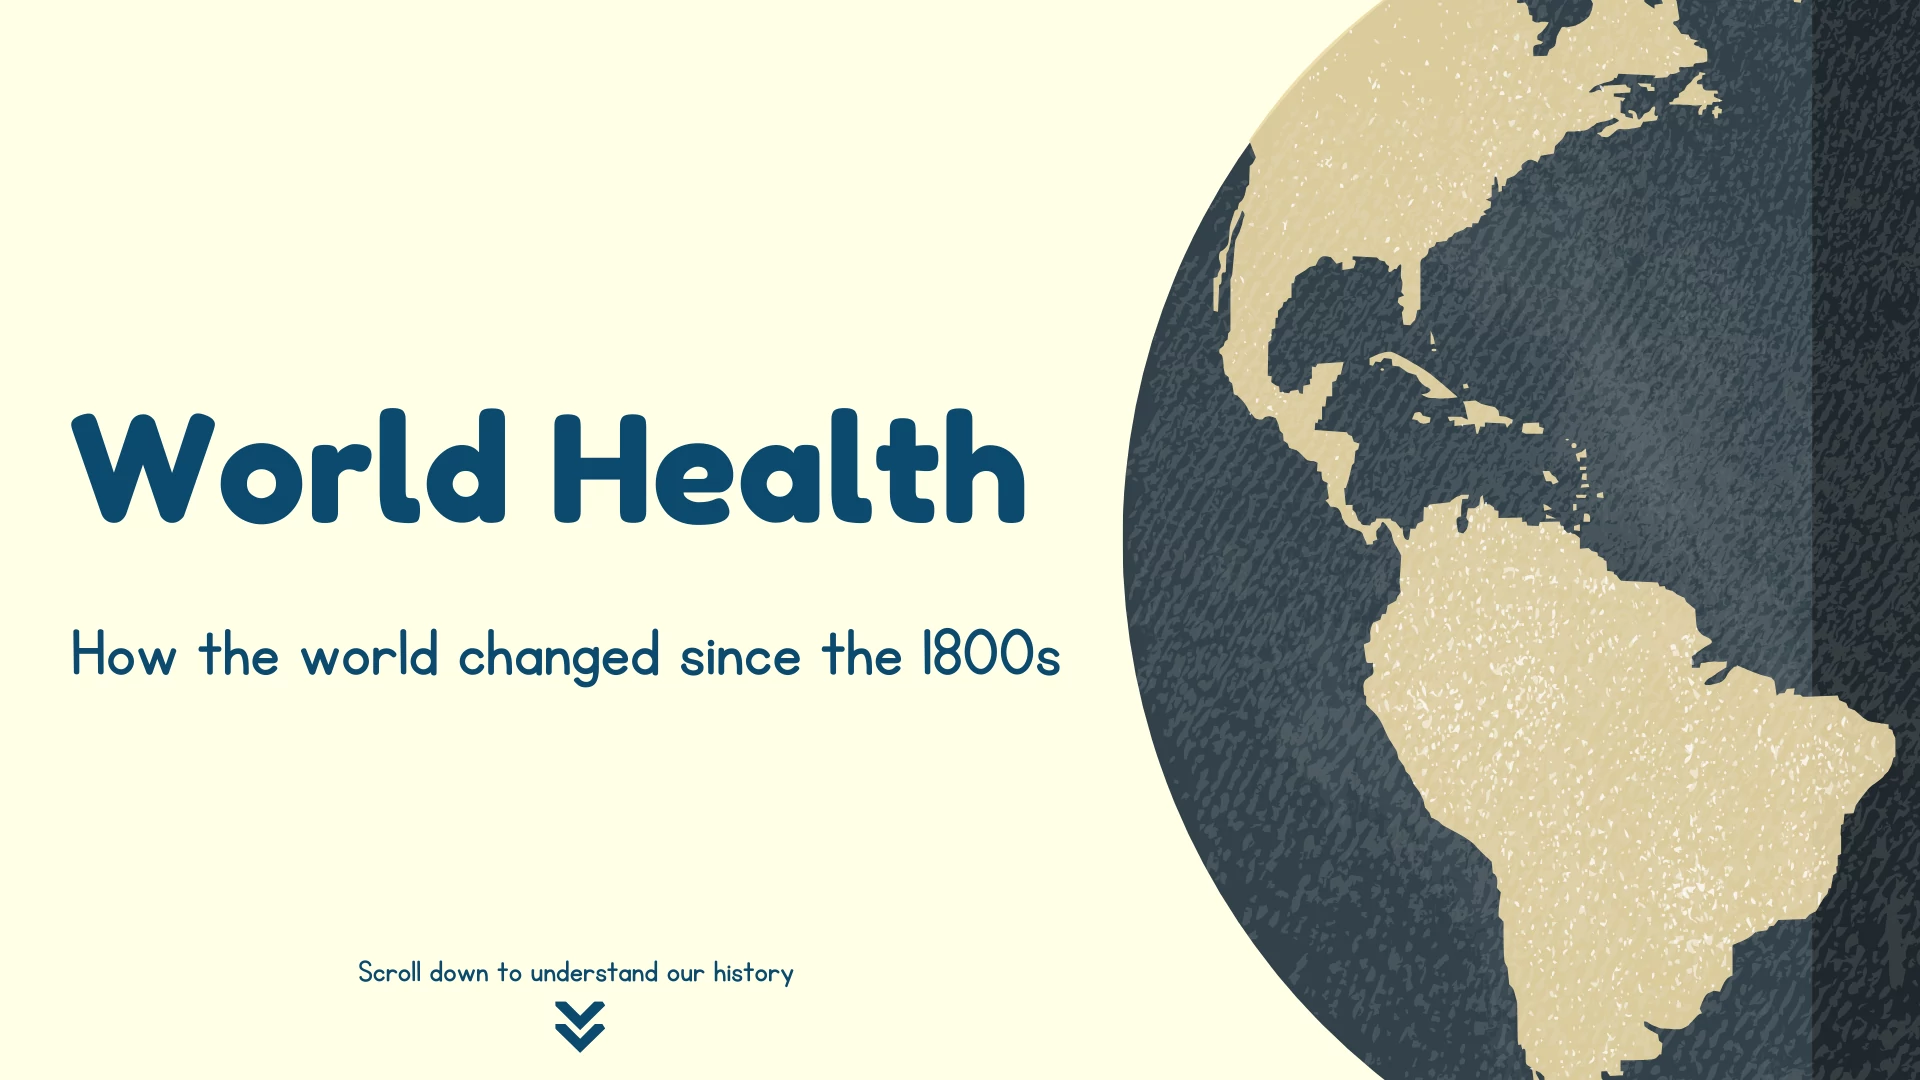 World Health
How the world changed since the 1800s
Scroll down to understand our history